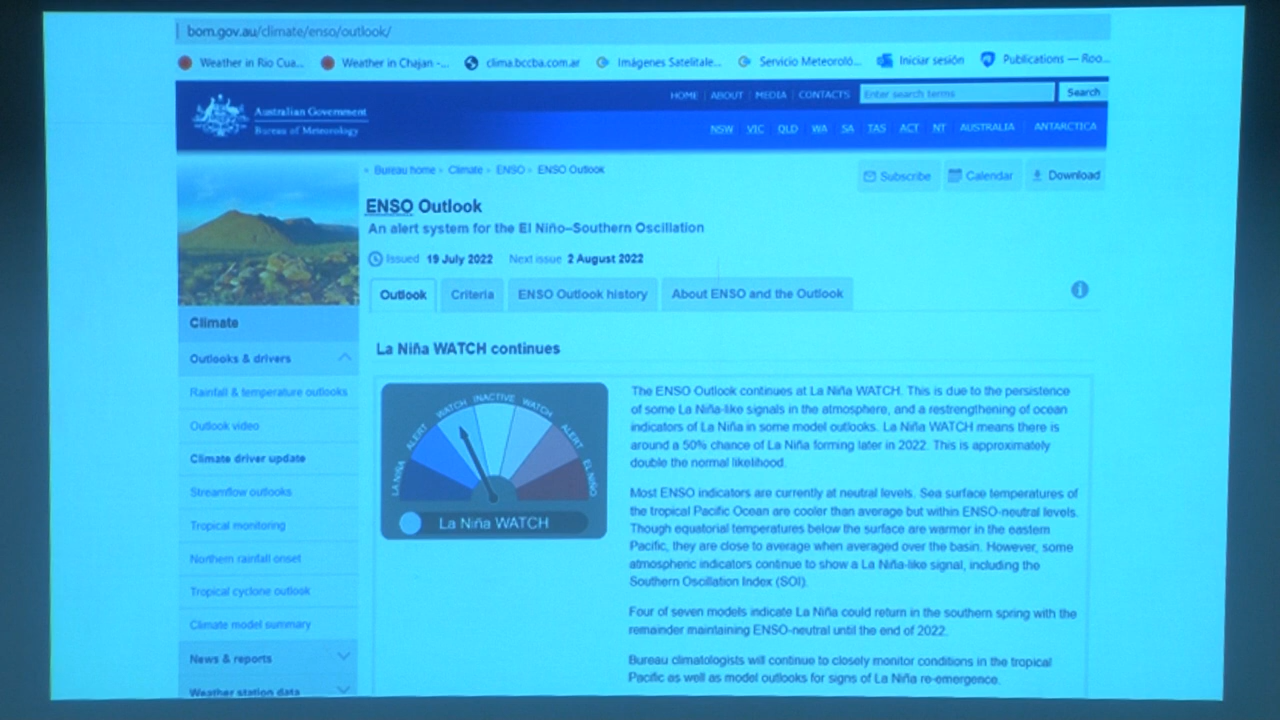 bom.gov.au/climate/enso/outlook/
Weather in Rio Cua... Weather in Chajan -... clima.bccba.com.ar Imágenes Satelitale... Servicio Meteoroló... Iniciar sesión Publications — Roo...
HOME ABOUT MEDIA CONTACTS Enter search terms Search
Australian Government
Bureau of Meteorology
NSW VIC QLD WA SA TAS ACT NT AUSTRALIA ANTARCTICA
Bureau home Climate ENSO ENSO Outlook
Subscribe Calendar Download
ENSO Outlook
An alert system for the El Niño–Southern Oscillation
Issued 19 July 2022 Next issue 2 August 2022
Outlook Criteria ENSO Outlook history About ENSO and the Outlook
Climate
Outlooks & drivers
Rainfall & temperature outlooks
Outlook video
Climate driver update
Streamflow outlooks
Tropical monitoring
Northern rainfall onset
Tropical cyclone outlook
Climate model summary
News & reports
Weather station data
La Niña WATCH continues
LA NIÑA ALERT WATCH INACTIVE WATCH ALERT EL NIÑO
La Niña WATCH
The ENSO Outlook continues at La Niña WATCH. This is due to the persistence
of some La Niña-like signals in the atmosphere, and a restrengthening of ocean
indicators of La Niña in some model outlooks. La Niña WATCH means there is
around a 50% chance of La Niña forming later in 2022. This is approximately
double the normal likelihood.
Most ENSO indicators are currently at neutral levels. Sea surface temperatures of
the tropical Pacific Ocean are cooler than average but within ENSO-neutral levels.
Though equatorial temperatures below the surface are warmer in the eastern
Pacific, they are close to average when averaged over the basin. However, some
atmospheric indicators continue to show a La Niña-like signal, including the
Southern Oscillation Index (SOI).
Four of seven models indicate La Niña could return in the southern spring with the
remainder maintaining ENSO-neutral until the end of 2022.
Bureau climatologists will continue to closely monitor conditions in the tropical
Pacific as well as model outlooks for signs of La Niña re-emergence.